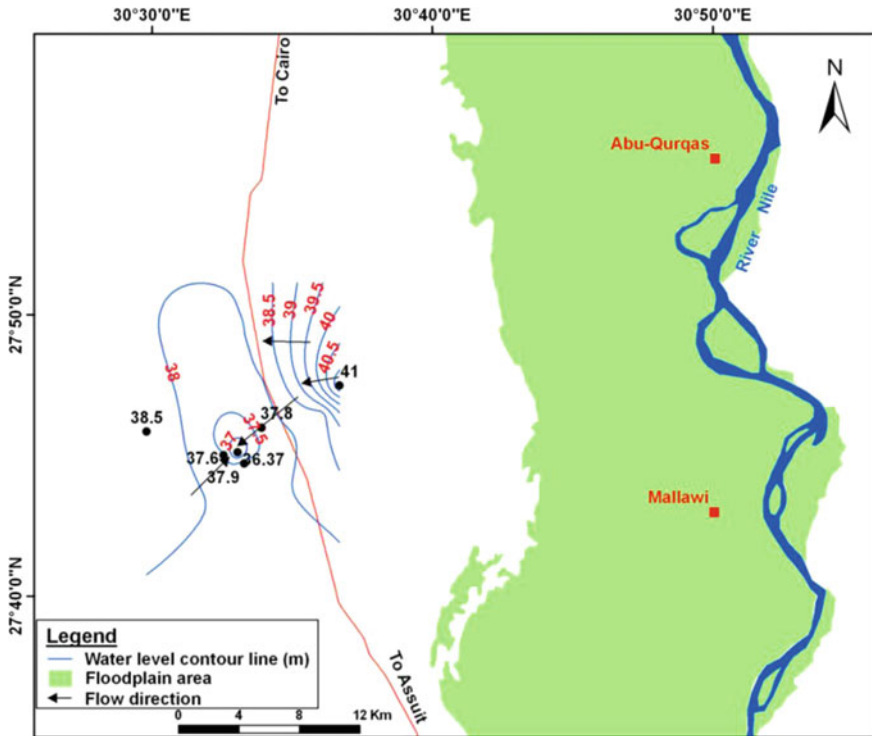 30°30'0"E
30°40'0"E
30°50'0"E
To Cairo
N
Abu-Qurqas
River Nile
27°50'0"N
38.5
39
39.5
40
40.5
41
38
38.5
37.8
37.5
37
37.69
36.37
37.9
Mallawi
27°40'0"N
To Assuit
Legend
Water level contour line (m)
Floodplain area
Flow direction
0 4 8 12 Km